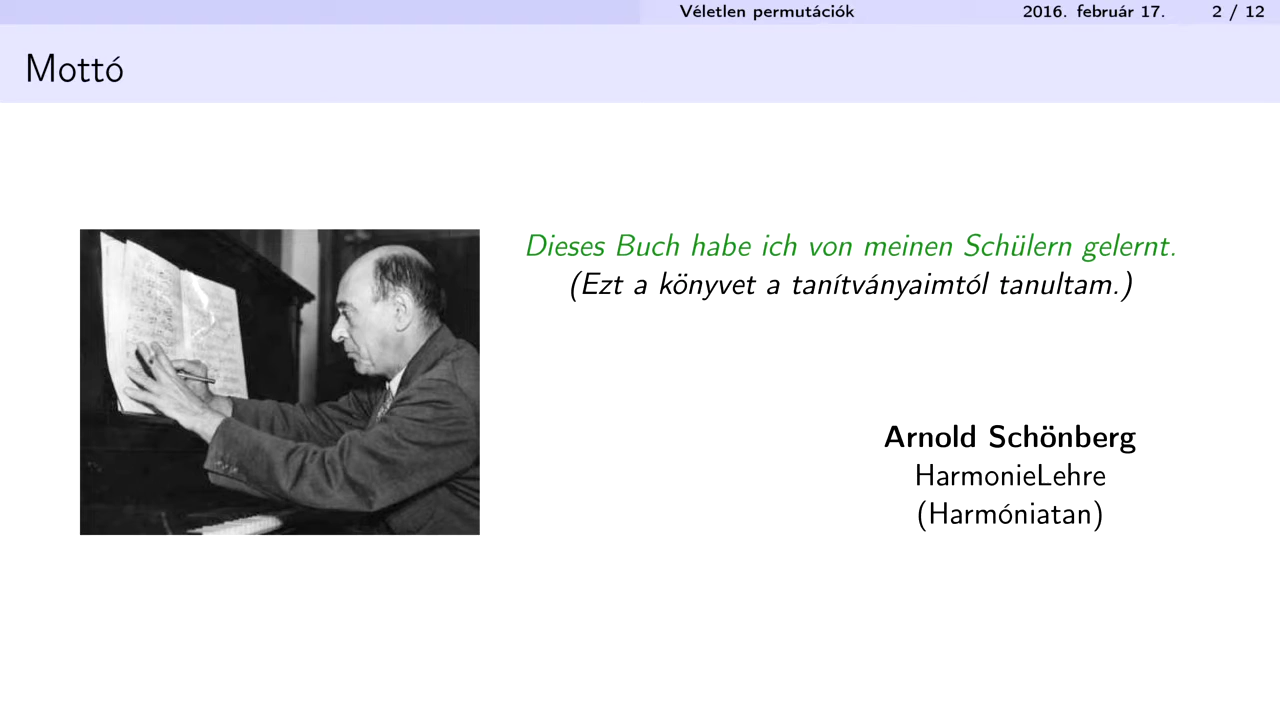 Véletlen permutációk 2016. február 17. 2 / 12
Mottó
Dieses Buch habe ich von meinen Schülern gelernt.
(Ezt a könyvet a tanítványaimtól tanultam.)
Arnold Schönberg
HarmonieLehre
(Harmóniatan)